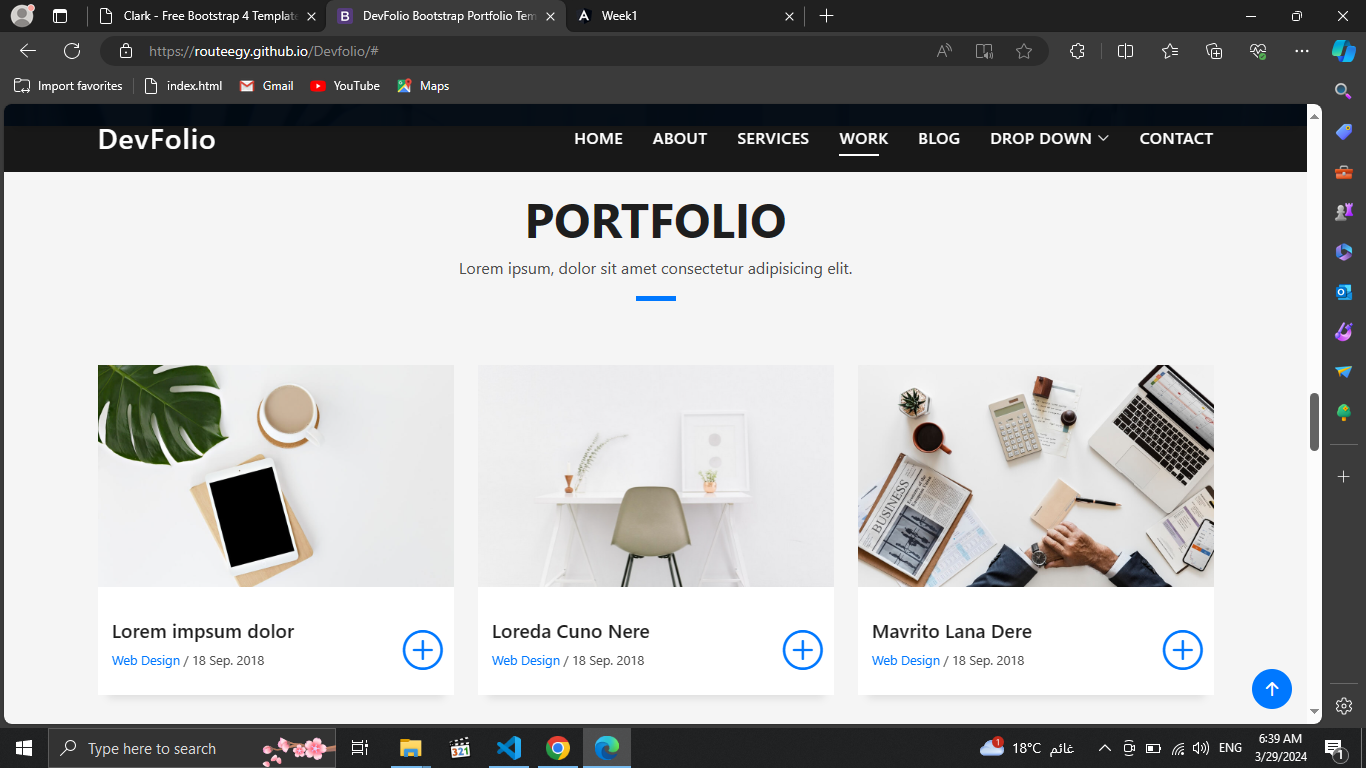 Clark - Free Bootstrap 4 Template
DevFolio Bootstrap Portfolio Tem
Week1
https://routeegy.github.io/Devfolio/#
Import favorites
index.html
Gmail
YouTube
Maps
DevFolio
HOME
ABOUT
SERVICES
WORK
BLOG
DROP DOWN
CONTACT
PORTFOLIO
Lorem ipsum, dolor sit amet consectetur adipisicing elit.
BUSINESS
Lorem impsum dolor
Web Design / 18 Sep. 2018
Loreda Cuno Nere
Web Design / 18 Sep. 2018
Mavrito Lana Dere
Web Design / 18 Sep. 2018
Type here to search
321
1
18°C غائم
ENG
6:39 AM
3/29/2024
1